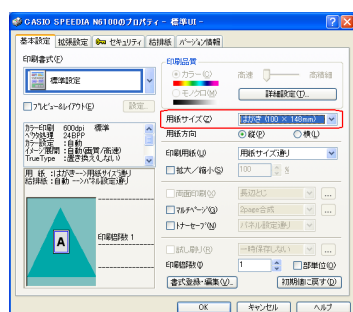 CASIO SPEEDIA N6100のプロパティ - 標準UI -
基本設定 拡張設定 セキュリティ 給排紙 バージョン情報
印刷書式(E)
標準設定
プレビュー&レイアウト(E) 設定...
カラー印刷 600dpi 標準
ヘラウ処理 24BPP
カラー設定 :自動
イメージ展開 :自動(画質/高速)
TrueType :置き換え(しない)
用 紙 :はがき-->用紙サイズ通り
給排紙:自動 -->パネル設定通り
A
印刷部数 1
印刷品質
カラー(C) 高速 高精細
モノクロ(M) 詳細設定(T)...
用紙サイズ(Z) はがき (100 × 148mm)
用紙方向 縦(P) 横(L)
印刷用紙(U) 用紙サイズ通り
拡大/縮小(S) 100 %
両面印刷(X) 長辺とじ ...
マルチページ(G) 2page合成 ...
トナーセーブ(N) パネル設定通り
試し刷り(R) 一時保存しない ...
印刷部数(I) 1 部単位(O)
書式登録・編集(V)... 初期値に戻す(D)
OK キャンセル ヘルプ